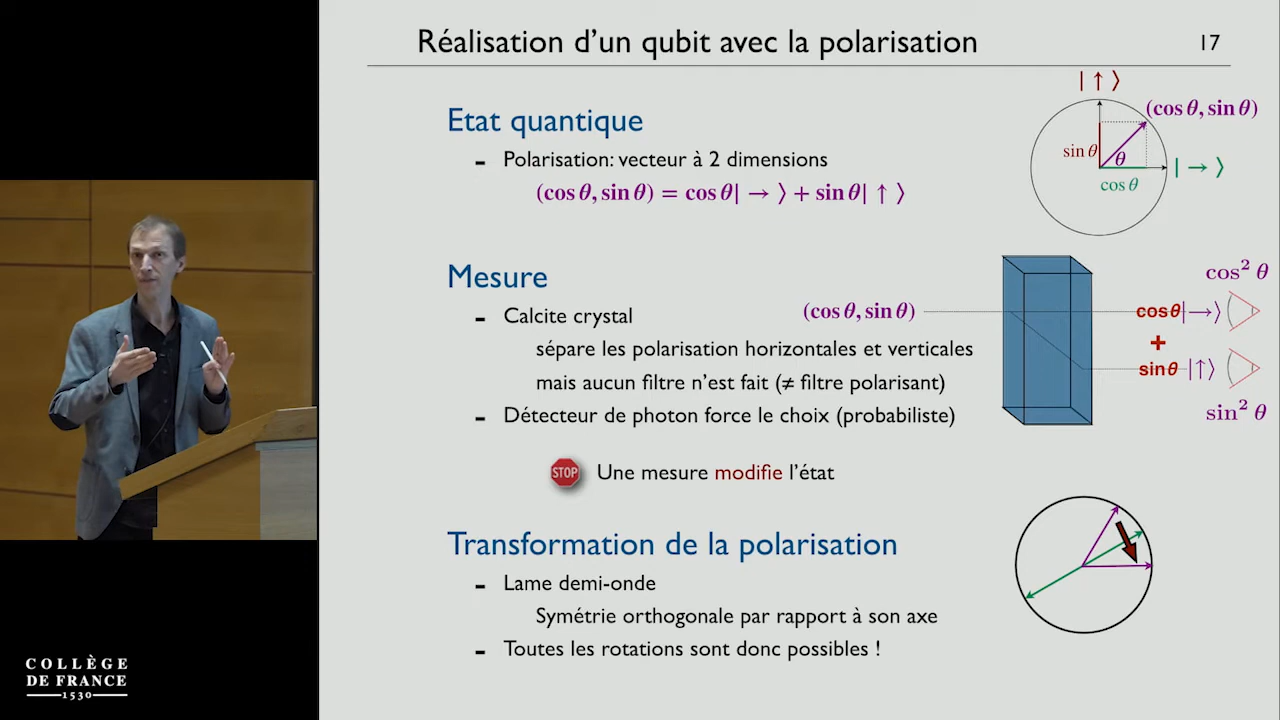 Réalisation d'un qubit avec la polarisation
17
Etat quantique
- Polarisation: vecteur à 2 dimensions
(cos θ, sin θ) = cos θ| → ⟩ + sin θ| ↑ ⟩
| ↑ ⟩
(cos θ, sin θ)
sin θ
θ
| → ⟩
cos θ
Mesure
- Calcite crystal
sépare les polarisation horizontales et verticales
mais aucun filtre n'est fait (≠ filtre polarisant)
- Détecteur de photon force le choix (probabiliste)
(cos θ, sin θ)
cos² θ
cosθ|→⟩
+
sinθ |↑⟩
sin² θ
STOP
Une mesure modifie l'état
Transformation de la polarisation
- Lame demi-onde
Symétrie orthogonale par rapport à son axe
- Toutes les rotations sont donc possibles !
COLLÈGE
DE FRANCE
1530